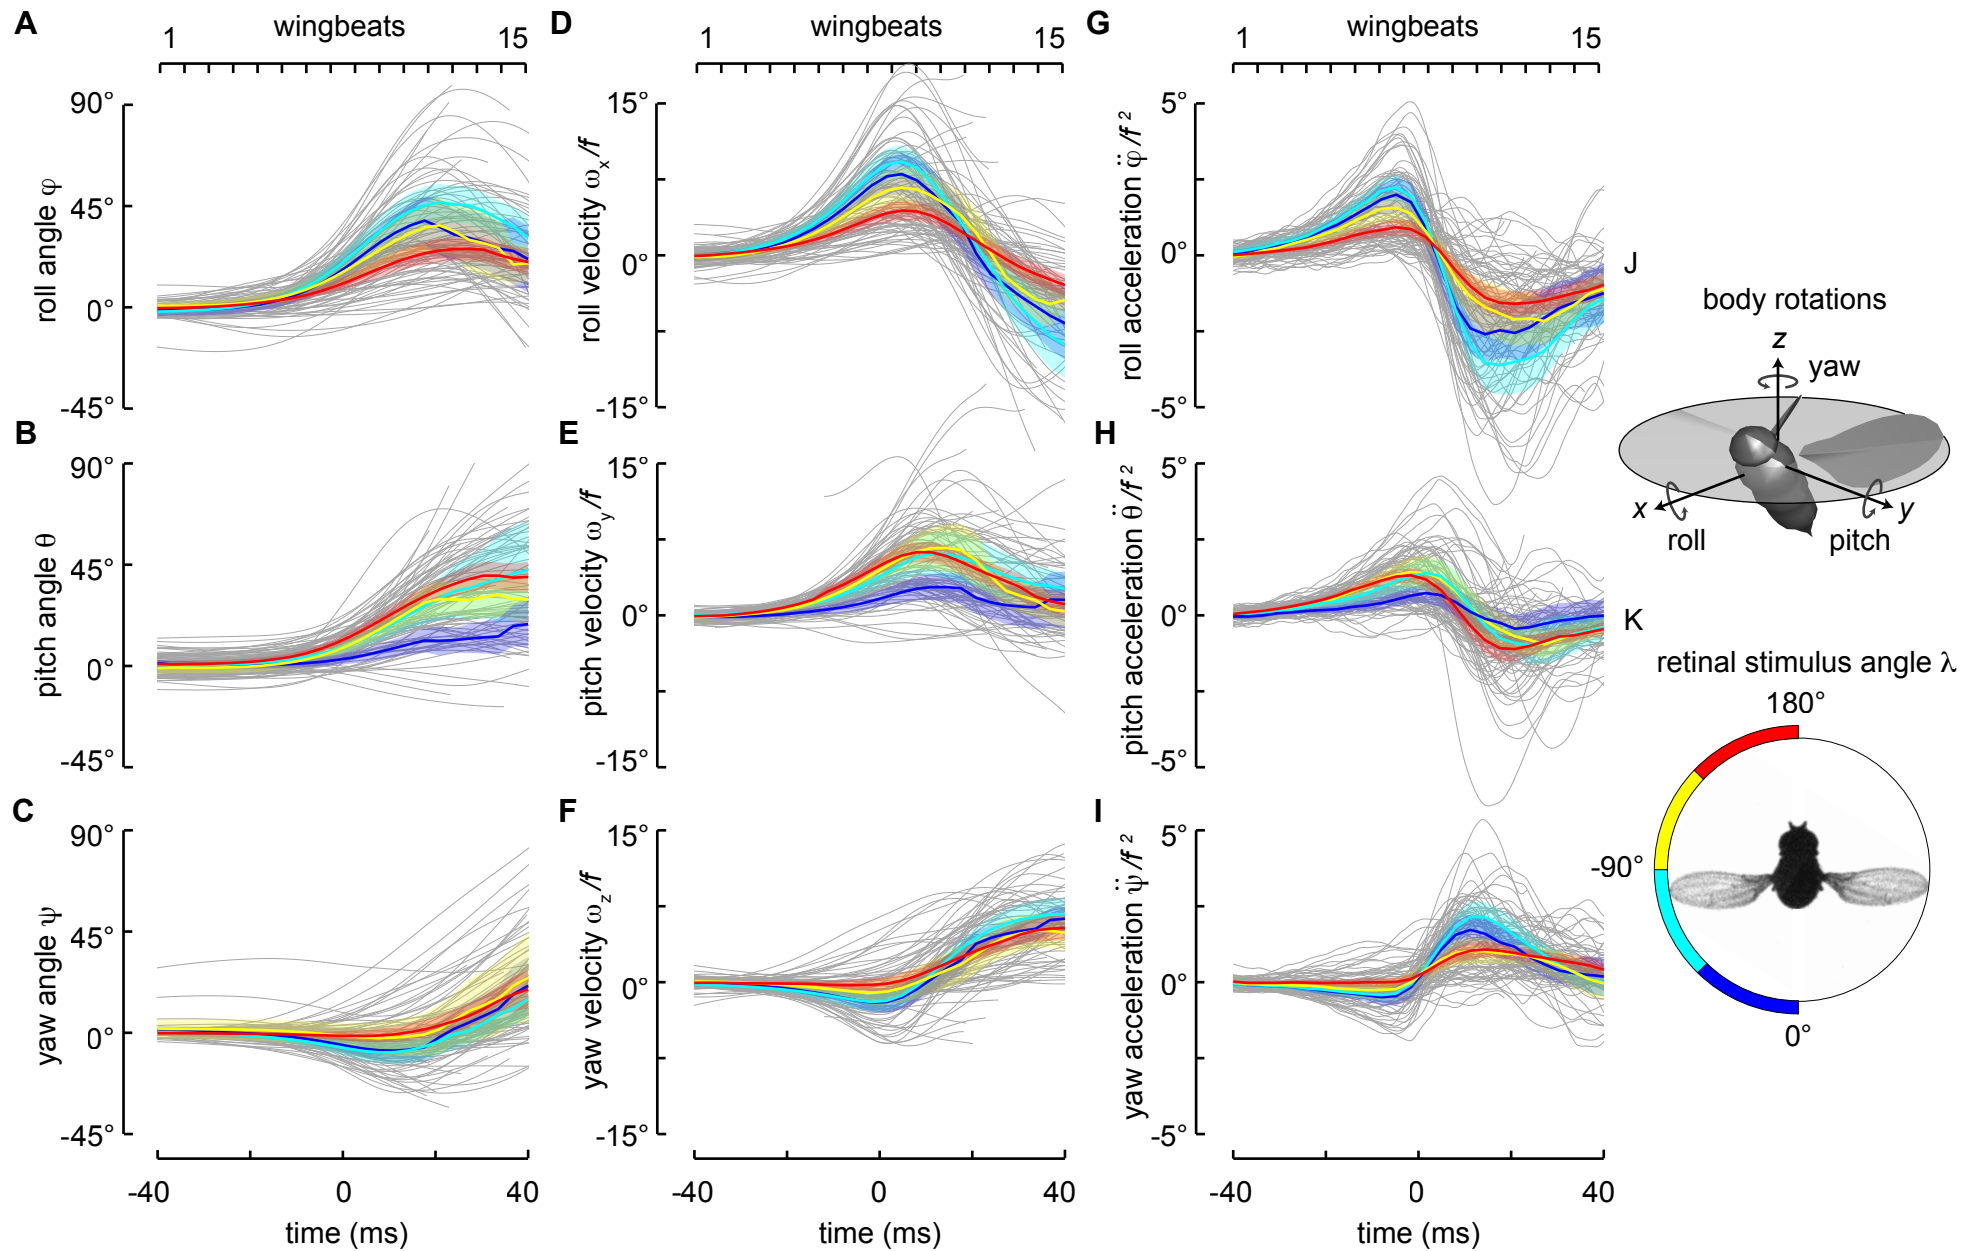 A
wingbeats
1
15
90°
45°
0°
-45°
roll angle φ
D
wingbeats
1
15
15°
0°
-15°
roll velocity ωx/f
G
wingbeats
1
15
5°
0°
-5°
roll acceleration φ̈/f ²
B
90°
45°
0°
-45°
pitch angle θ
E
15°
0°
-15°
pitch velocity ωy/f
H
5°
0°
-5°
pitch acceleration θ̈/f ²
C
90°
45°
0°
-45°
yaw angle ψ
-40
0
40
time (ms)
F
15°
0°
-15°
yaw velocity ωz/f
-40
0
40
time (ms)
I
5°
0°
-5°
yaw acceleration ψ̈/f ²
-40
0
40
time (ms)
J
body rotations
z
yaw
x
roll
y
pitch
K
retinal stimulus angle λ
180°
-90°
0°